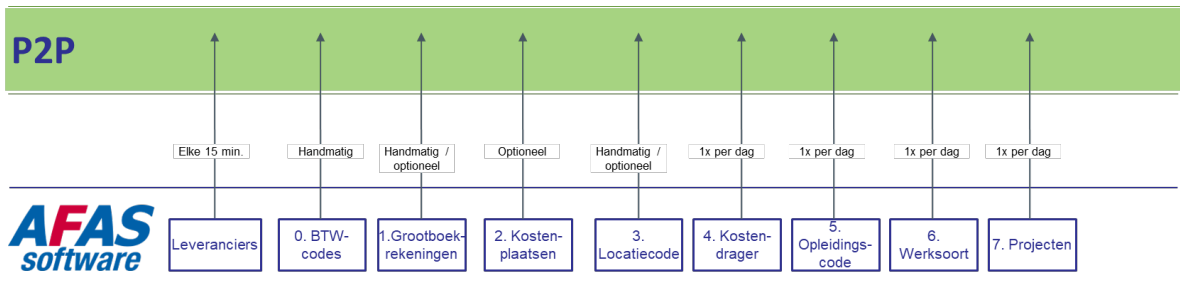 P2P
Elke 15 min.
Handmatig
Handmatig /
optioneel
Optioneel
Handmatig /
optioneel
1x per dag
1x per dag
1x per dag
1x per dag
AFAS
software
Leveranciers
0. BTW-
codes
1.Grootboek-
rekeningen
2. Kosten-
plaatsen
3.
Locatiecode
4. Kosten-
drager
5.
Opleidings-
code
6.
Werksoort
7. Projecten